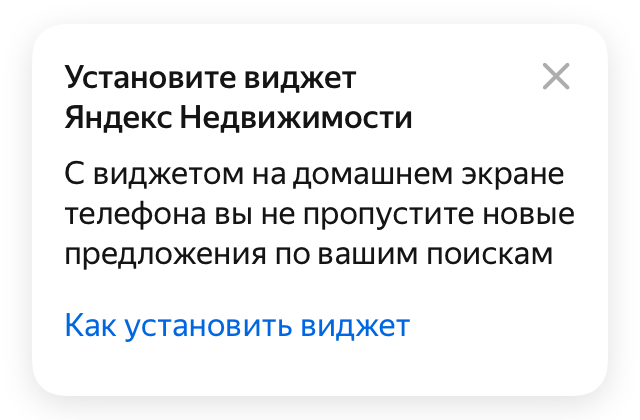 Установите виджет
Яндекс Недвижимости
С виджетом на домашнем экране
телефона вы не пропустите новые
предложения по вашим поискам
Как установить виджет